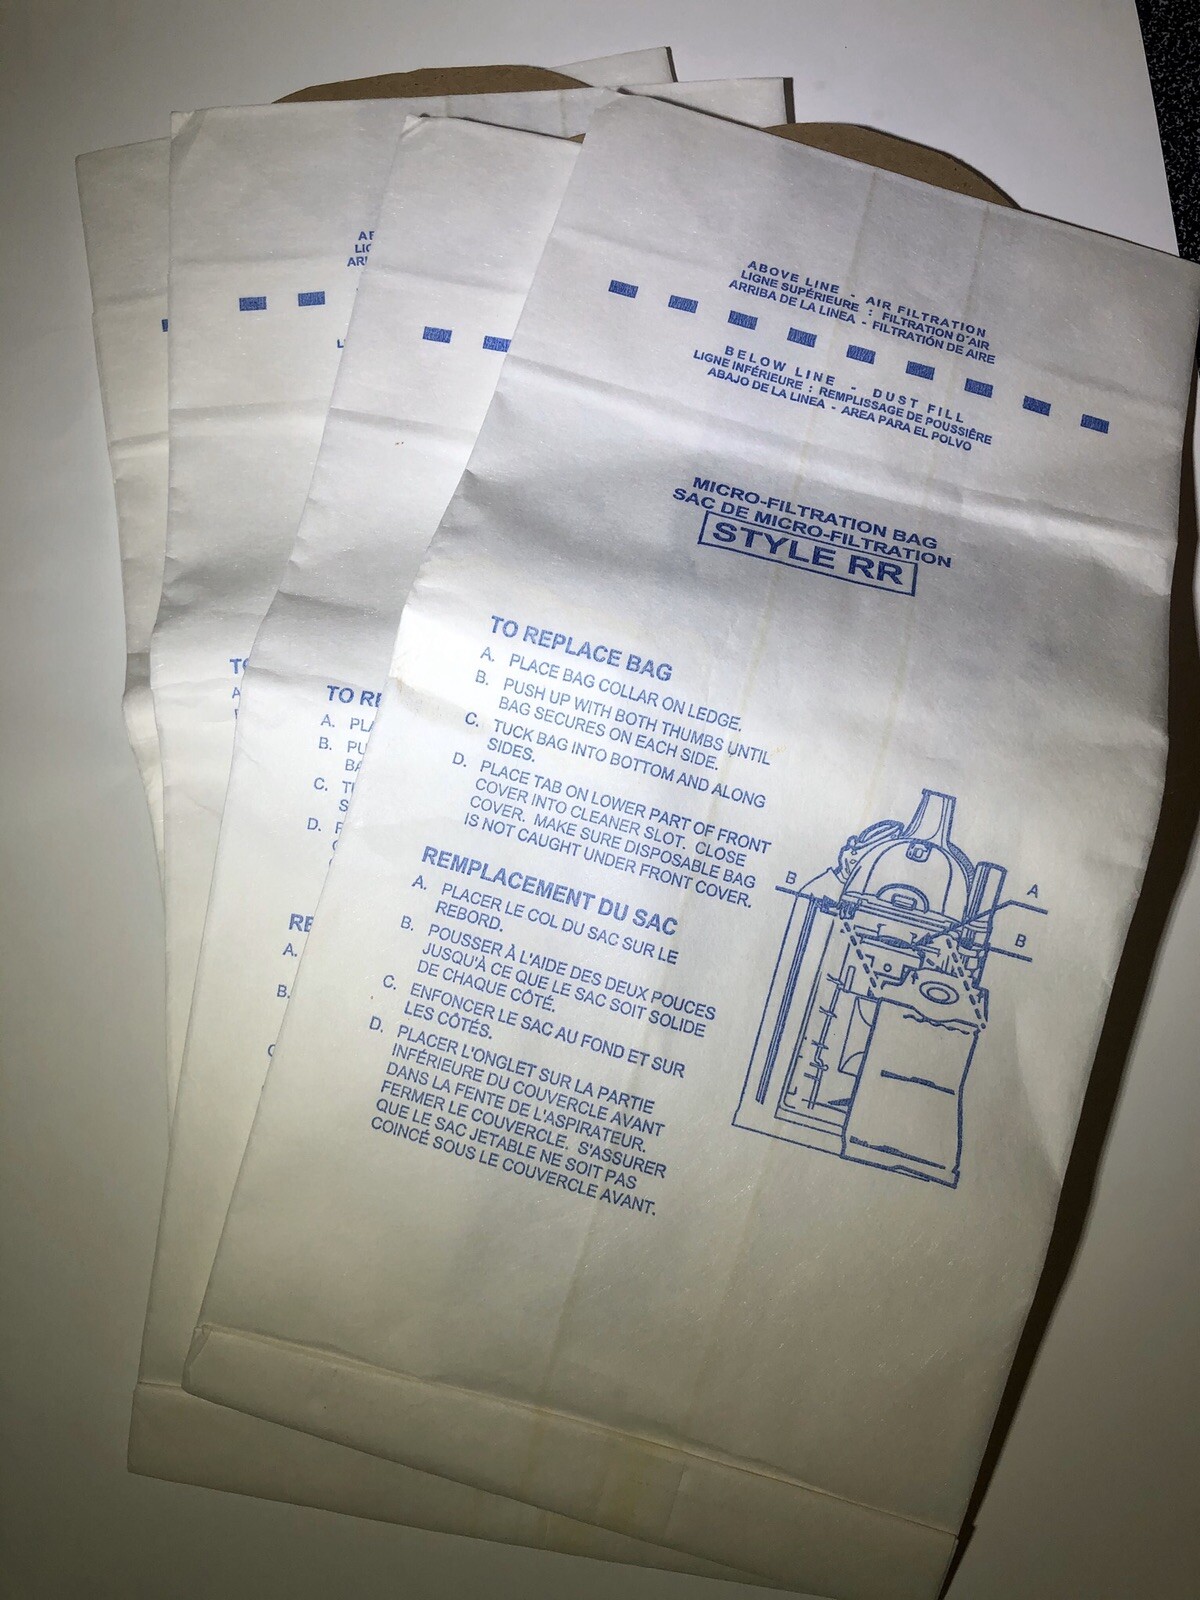 ABOVE LINE - AIR FILTRATION
LIGNE SUPÉRIEURE : FILTRATION D'AIR
ARRIBA DE LA LINEA - FILTRATIÓN DE AIRE
BELOW LINE - DUST FILL
LIGNE INFÉRIEURE : REMPLISSAGE DE POUSSIÈRE
ABAJO DE LA LINEA - AREA PARA EL POLVO
MICRO-FILTRATION BAG
SAC DE MICRO-FILTRATION
STYLE RR
TO REPLACE BAG
A. PLACE BAG COLLAR ON LEDGE.
B. PUSH UP WITH BOTH THUMBS UNTIL
BAG SECURES ON EACH SIDE.
C. TUCK BAG INTO BOTTOM AND ALONG
SIDES.
D. PLACE TAB ON LOWER PART OF FRONT
COVER INTO CLEANER SLOT. CLOSE
COVER. MAKE SURE DISPOSABLE BAG
IS NOT CAUGHT UNDER FRONT COVER.
REMPLACEMENT DU SAC
A. PLACER LE COL DU SAC SUR LE
REBORD.
B. POUSSER À L'AIDE DES DEUX POUCES
JUSQU'À CE QUE LE SAC SOIT SOLIDE
DE CHAQUE CÔTÉ.
C. ENFONCER LE SAC AU FOND ET SUR
LES CÔTÉS.
D. PLACER L'ONGLET SUR LA PARTIE
INFÉRIEURE DU COUVERCLE AVANT
DANS LA FENTE DE L'ASPIRATEUR.
FERMER LE COUVERCLE. S'ASSURER
QUE LE SAC JETABLE NE SOIT PAS
COINCÉ SOUS LE COUVERCLE AVANT.
B
A
B
TO RE
A. PLA
B. PU
BA
C. T
S
D.
RE
A.
B.
AB
LIG
ARI
TO
A